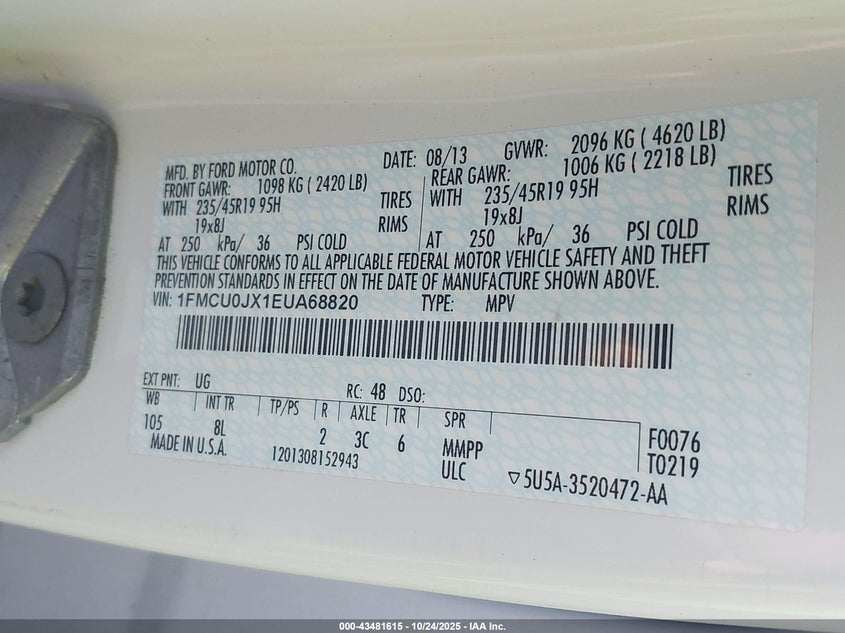 MFD. BY FORD MOTOR CO. DATE: 08/13 GVWR: 2096 KG ( 4620 LB)
FRONT GAWR: 1098 KG ( 2420 LB) REAR GAWR: 1006 KG ( 2218 LB)
WITH 235/45R19 95H TIRES WITH 235/45R19 95H TIRES
19x8J RIMS 19x8J RIMS
AT 250 kPa/ 36 PSI COLD AT 250 kPa/ 36 PSI COLD
THIS VEHICLE CONFORMS TO ALL APPLICABLE FEDERAL MOTOR VEHICLE SAFETY AND THEFT
PREVENTION STANDARDS IN EFFECT ON THE DATE OF MANUFACTURE SHOWN ABOVE.
VIN: 1FMCU0JX1EUA68820 TYPE: MPV
EXT PNT: UG RC: 48 DSO:
WB INT TR TP/PS R AXLE TR SPR
105 8L 2 3C 6 MMPP F0076
MADE IN U.S.A. 1201308152943 ULC T0219
▽5U5A-3520472-AA
000-43481615 - 10/24/2025 - IAA Inc.